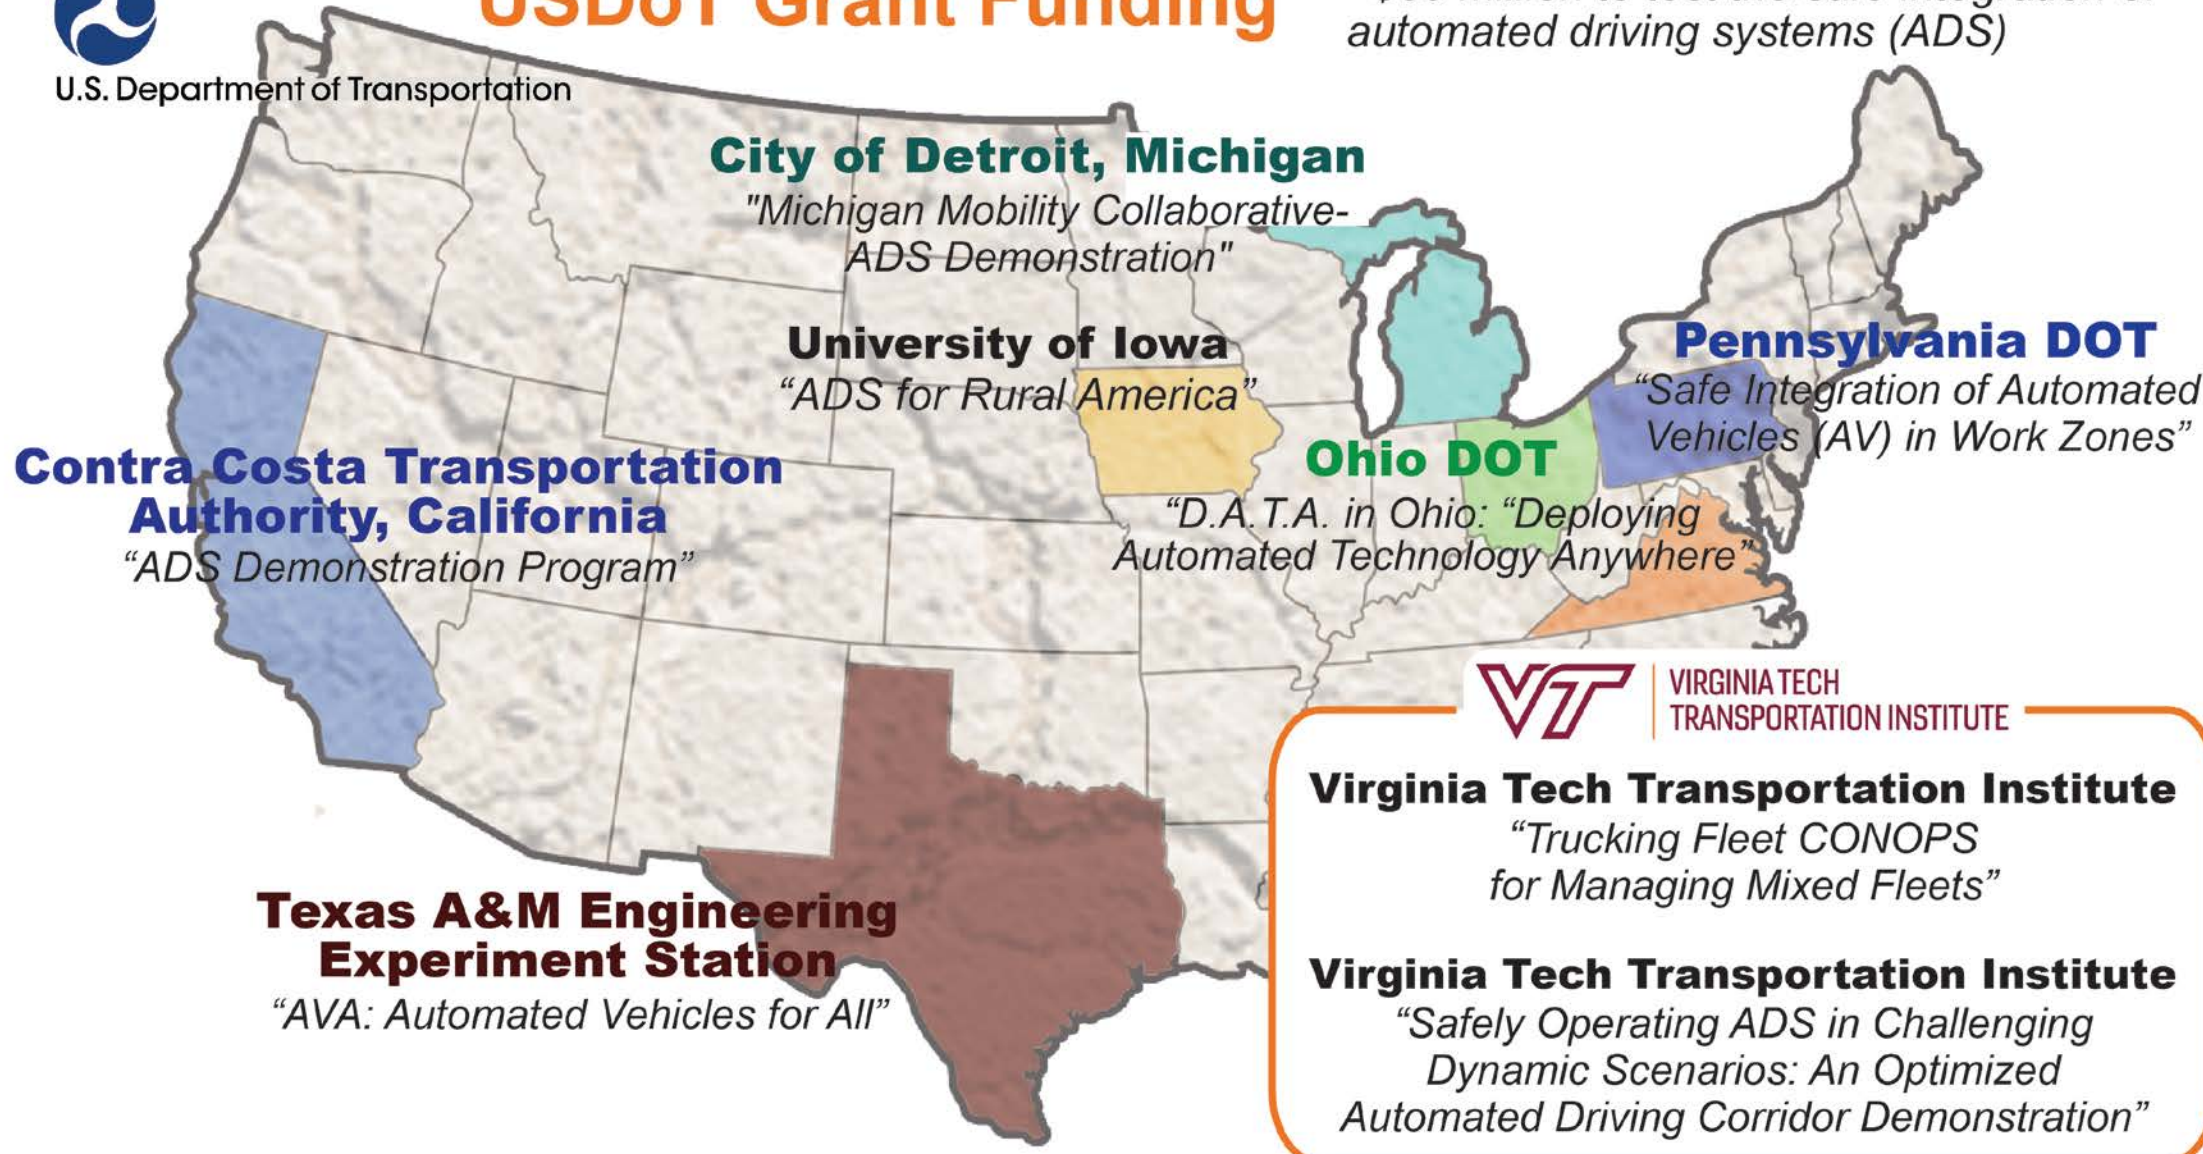 USDOT Grant Funding
automated driving systems (ADS)
U.S. Department of Transportation
City of Detroit, Michigan
"Michigan Mobility Collaborative-
ADS Demonstration"
University of Iowa
“ADS for Rural America”
Pennsylvania DOT
“Safe Integration of Automated
Vehicles (AV) in Work Zones”
Contra Costa Transportation
Authority, California
“ADS Demonstration Program”
Ohio DOT
“D.A.T.A. in Ohio: “Deploying
Automated Technology Anywhere”
VT
VIRGINIA TECH
TRANSPORTATION INSTITUTE
Virginia Tech Transportation Institute
“Trucking Fleet CONOPS
for Managing Mixed Fleets”
Virginia Tech Transportation Institute
“Safely Operating ADS in Challenging
Dynamic Scenarios: An Optimized
Automated Driving Corridor Demonstration”
Texas A&M Engineering
Experiment Station
“AVA: Automated Vehicles for All”